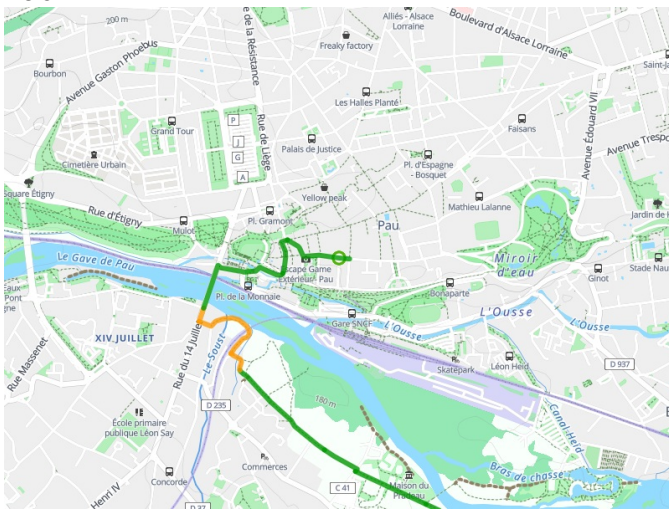 200 m
Alliés - Alsace
Lorraine
Boulevard d'Alsace Lorraine
Bourbon
Avenue Gaston Phoebus
Rue de la Résistance
Freaky factory
Saint-Ja
Les Halles Planté
Grand Tour
P
J
G
A
Rue de Liège
Palais de Justice
Faisans
Avenue Édouard VII
Avenue Trespo
Cimetière Urbain
Pl. d'Espagne
- Bosquet
Square Étigny
Yellow peak
Mathieu Lalanne
Jardin de
Rue d'Étigny
Mulot
Pl. Gramont
Pau
Le Gave de Pau
Escape Game
Extérieur - Pau
Miroir
d'eau
Stade Nau
Ginot
Pl. de la Monnaie
Bonaparte
Pont
gne
Gare SNCF
L'Ousse
L'Ousse
L'Ousse
XIV JUILLET
Rue du 14 Juillet
Le Soust
Rue Massenet
Léon Heid
Skatepark
D 937
D 235
180 m
École primaire
publique Léon Say
Canal Heid
Commerces
Bras de chasse
Concorde
Maison du
Pradeau
C 41
Henri IV
D 37